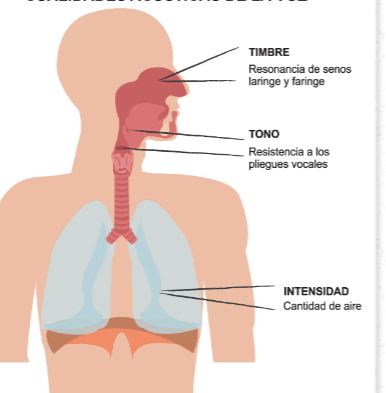 TIMBRE
Resonancia de senos
laringe y faringe
TONO
Resistencia a los
pliegues vocales
INTENSIDAD
Cantidad de aire